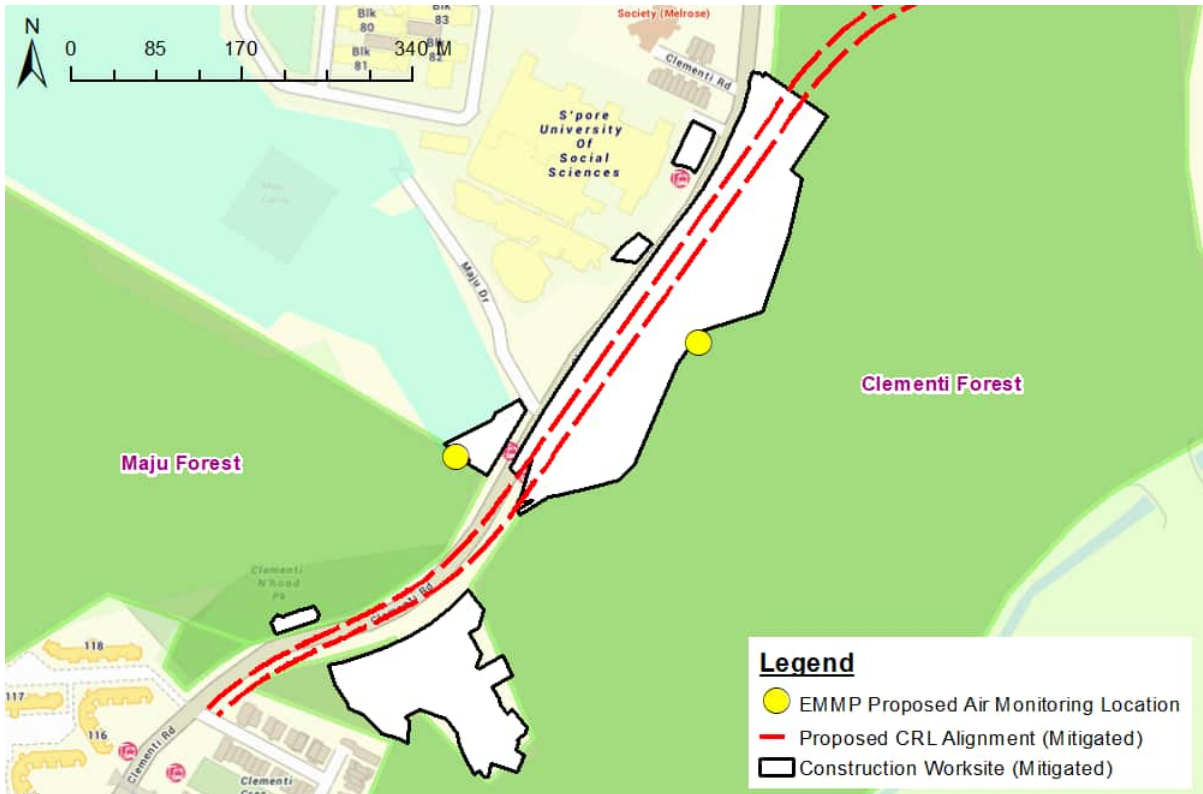 N
0 85 170 340 M
Blk
80
Blk
81
Blk
83
Blk
82
Society (Melrose)
Clementi Rd
S'pore
University
Of
Social
Sciences
Maju
Camp
Maju Dr
Clementi Forest
Maju Forest
Clementi
N'hood
Pk
Clementi Rd
118
117
116
Clementi Rd
Clementi
Legend
EMMP Proposed Air Monitoring Location
Proposed CRL Alignment (Mitigated)
Construction Worksite (Mitigated)